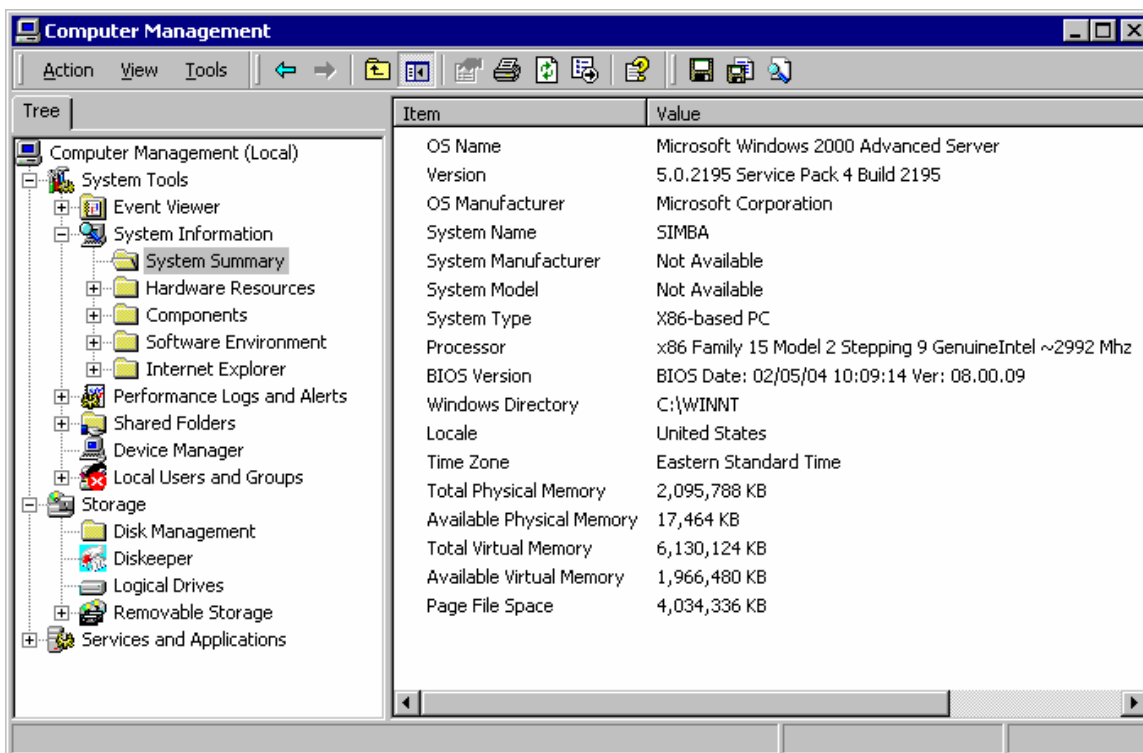 Computer Management
Action View Tools
Tree
Computer Management (Local)
System Tools
Event Viewer
System Information
System Summary
Hardware Resources
Components
Software Environment
Internet Explorer
Performance Logs and Alerts
Shared Folders
Device Manager
Local Users and Groups
Storage
Disk Management
Diskeeper
Logical Drives
Removable Storage
Services and Applications
Item Value
OS Name Microsoft Windows 2000 Advanced Server
Version 5.0.2195 Service Pack 4 Build 2195
OS Manufacturer Microsoft Corporation
System Name SIMBA
System Manufacturer Not Available
System Model Not Available
System Type X86-based PC
Processor x86 Family 15 Model 2 Stepping 9 GenuineIntel ~2992 Mhz
BIOS Version BIOS Date: 02/05/04 10:09:14 Ver: 08.00.09
Windows Directory C:\WINNT
Locale United States
Time Zone Eastern Standard Time
Total Physical Memory 2,095,788 KB
Available Physical Memory 17,464 KB
Total Virtual Memory 6,130,124 KB
Available Virtual Memory 1,966,480 KB
Page File Space 4,034,336 KB